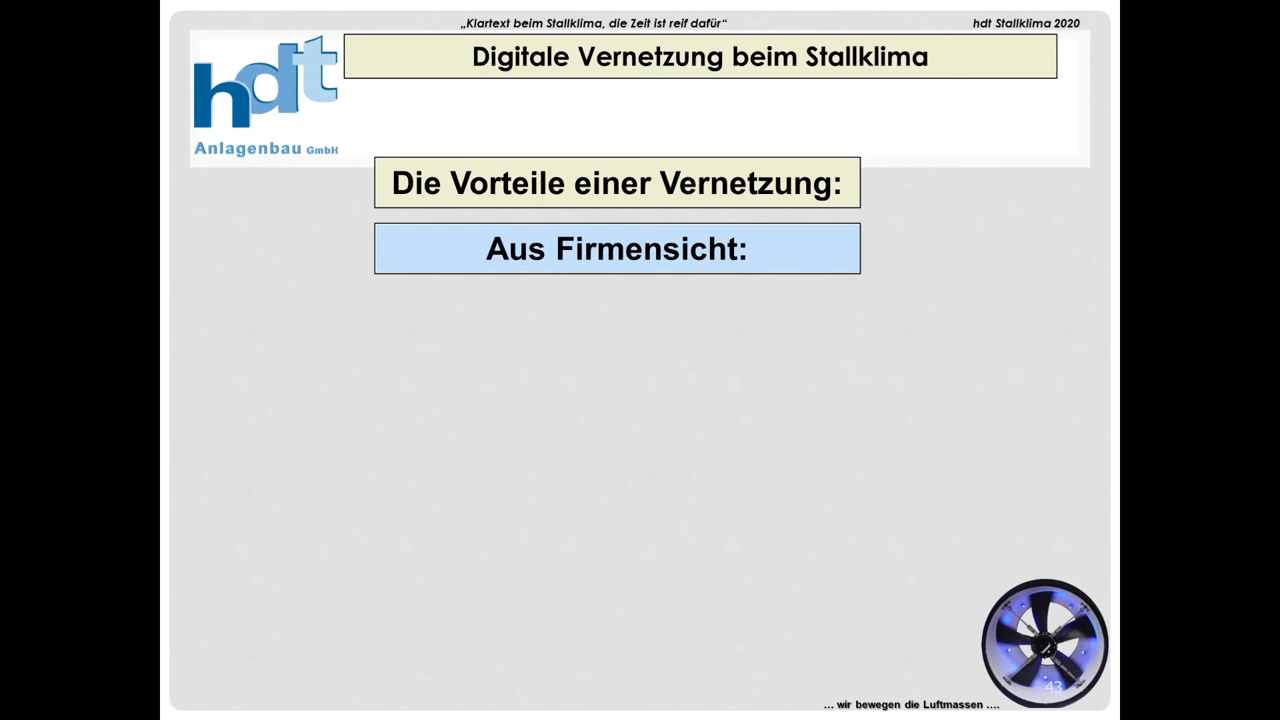 „Klartext beim Stallklima, die Zeit ist reif dafür“
hdt Stallklima 2020
hdt
Anlagenbau GmbH
Digitale Vernetzung beim Stallklima
Die Vorteile einer Vernetzung:
Aus Firmensicht:
43
... wir bewegen die Luftmassen ....